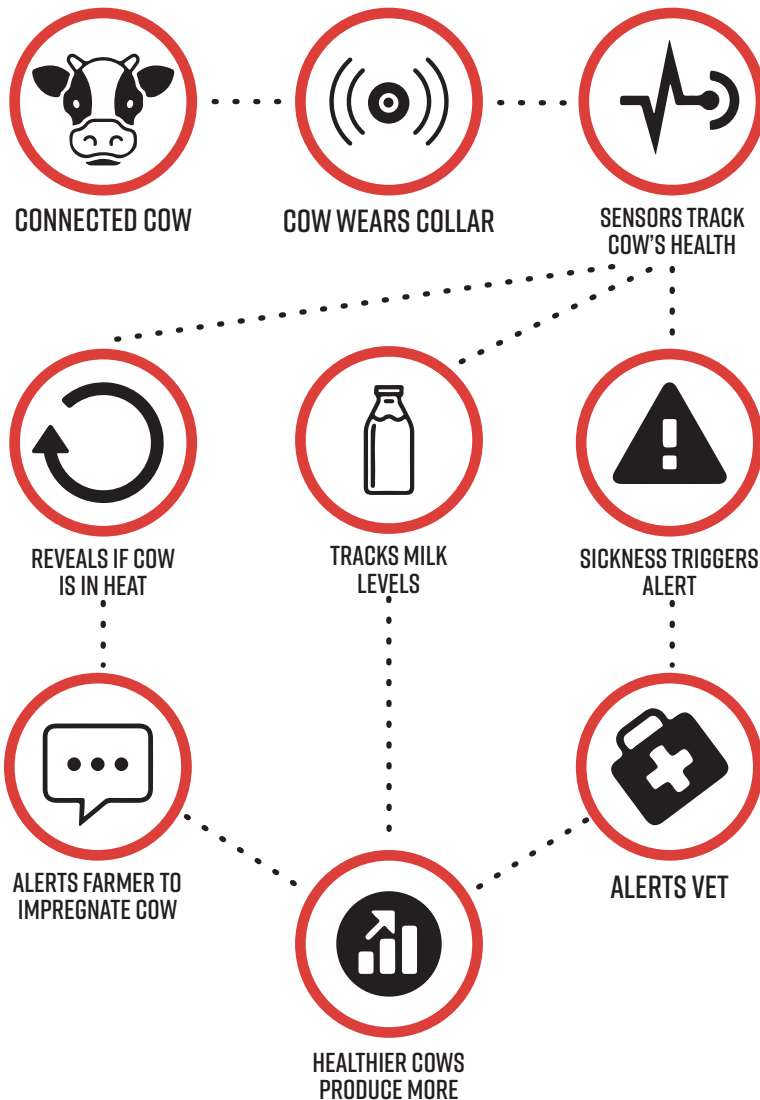 CONNECTED COW
COW WEARS COLLAR
SENSORS TRACK
COW'S HEALTH
REVEALS IF COW
IS IN HEAT
TRACKS MILK
LEVELS
SICKNESS TRIGGERS
ALERT
ALERTS FARMER TO
IMPREGNATE COW
ALERTS VET
HEALTHIER COWS
PRODUCE MORE